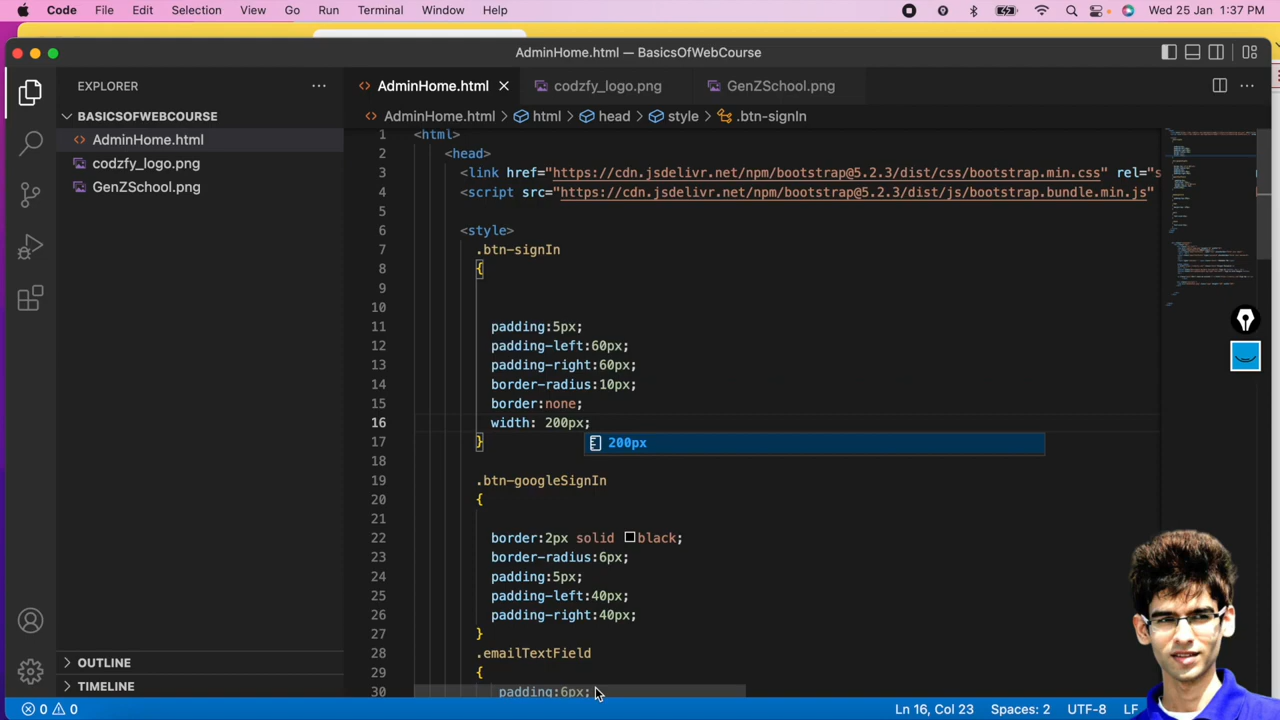 Code File Edit Selection View Go Run Terminal Window Help Wed 25 Jan 1:37 PM
AdminHome.html — BasicsOfWebCourse
EXPLORER
AdminHome.html codzfy_logo.png GenZSchool.png
BASICSOFWEBCOURSE
AdminHome.html > html > head > style > .btn-signIn
AdminHome.html
codzfy_logo.png
GenZSchool.png
1 <html>
2 <head>
3 <link href="https://cdn.jsdelivr.net/npm/bootstrap@5.2.3/dist/css/bootstrap.min.css" rel="s
4 <script src="https://cdn.jsdelivr.net/npm/bootstrap@5.2.3/dist/js/bootstrap.bundle.min.js"
5
6 <style>
7 .btn-signIn
8 {
9
10
11 padding:5px;
12 padding-left:60px;
13 padding-right:60px;
14 border-radius:10px;
15 border:none;
16 width: 200px;
200px
17 }
18
19 .btn-googleSignIn
20 {
21
22 border:2px solid black;
23 border-radius:6px;
24 padding:5px;
25 padding-left:40px;
26 padding-right:40px;
27 }
28 .emailTextField
29 {
30 padding:6px;
OUTLINE
TIMELINE
0 0 Ln 16, Col 23 Spaces: 2 UTF-8 LF